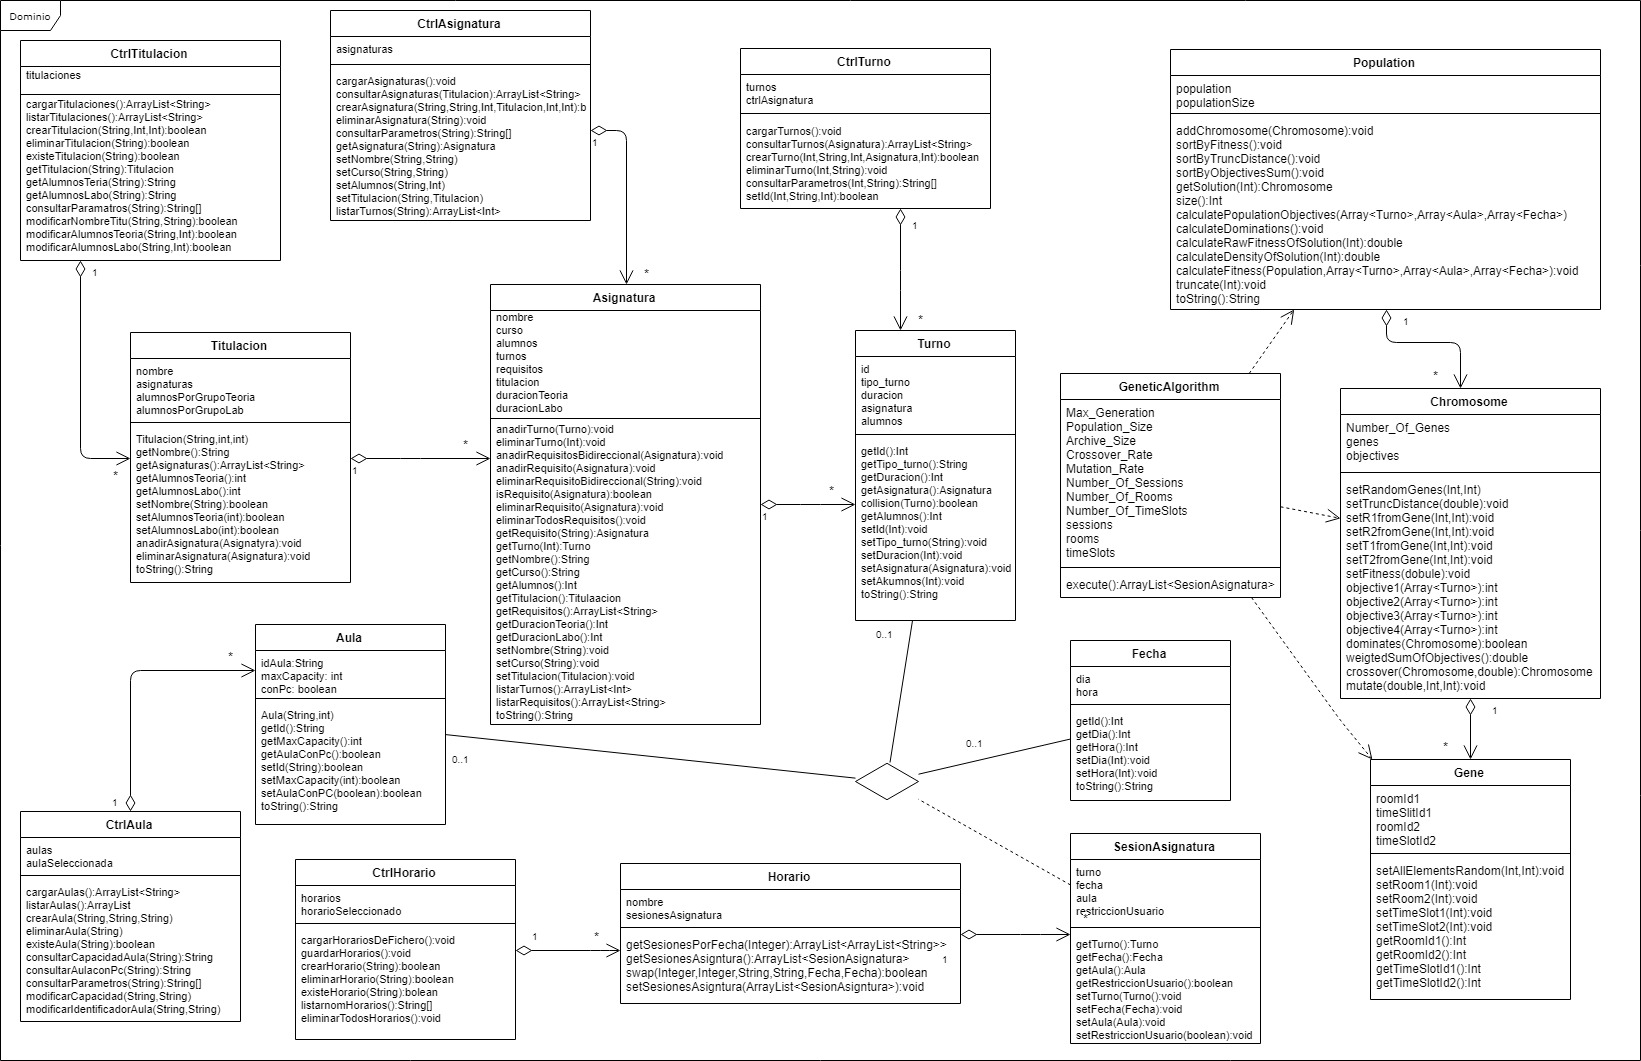 Dominio
CtrlTitulacion
titulaciones
cargarTitulaciones():ArrayList<String>
listarTitulaciones():ArrayList<String>
crearTitulacion(String,Int,Int):boolean
eliminarTitulacion(String):boolean
existeTitulacion(String):boolean
getTitulacion(String):Titulacion
getAlumnosTeria(String):String
getAlumnosLabo(String):String
consultarParamatros(String):String[]
modificarNombreTitu(String,String):boolean
modificarAlumnosTeoria(String,Int):boolean
modificarAlumnosLabo(String,Int):boolean
1
*
CtrlAsignatura
asignaturas
cargarAsignaturas():void
consultarAsignaturas(Titulacion):ArrayList<String>
crearAsignatura(String,String,Int,Titulacion,Int,Int):b
eliminarAsignatura(String):void
consultarParametros(String):String[]
getAsignatura(String):Asignatura
setNombre(String,String)
setCurso(String,String)
setAlumnos(String,Int)
setTitulacion(String,Titulacion)
listarTurnos(String):ArrayList<Int>
1
*
CtrlTurno
turnos
ctrlAsignatura
cargarTurnos():void
consultarTurnos(Asignatura):ArrayList<String>
crearTurno(Int,String,Int,Asignatura,Int):boolean
eliminarTurno(Int,String):void
consultarParametros(Int,String):String[]
setId(Int,String,Int):boolean
1
*
Population
population
populationSize
addChromosome(Chromosome):void
sortByFitness():void
sortByTruncDistance():void
sortByObjectivesSum():void
getSolution(Int):Chromosome
size():Int
calculatePopulationObjectives(Array<Turno>,Array<Aula>,Array<Fecha>)
calculateDominations():void
calculateRawFitnessOfSolution(Int):double
calculateDensityOfSolution(Int):double
calculateFitness(Population,Array<Turno>,Array<Aula>,Array<Fecha>):void
truncate(Int):void
toString():String
1
*
Titulacion
nombre
asignaturas
alumnosPorGrupoTeoria
alumnosPorGrupoLab
Titulacion(String,int,int)
getNombre():String
getAsignaturas():ArrayList<String>
getAlumnosTeoria():int
getAlumnosLabo():int
setNombre(String):boolean
setAlumnosTeoria(int):boolean
setAlumnosLabo(int):boolean
anadirAsignatura(Asignatyra):void
eliminarAsignatura(Asignatura):void
toString():String
1
*
Asignatura
nombre
curso
alumnos
turnos
requisitos
titulacion
duracionTeoria
duracionLabo
anadirTurno(Turno):void
eliminarTurno(Int):void
anadirRequisitosBidireccional(Asignatura):void
anadirRequisito(Asignatura):void
eliminarRequisitoBidireccional(String):void
isRequisito(Asignatura):boolean
eliminarRequisito(Asignatura):void
eliminarTodosRequisitos():void
getRequisito(String):Asignatura
getTurno(Int):Turno
getNombre():String
getCurso():String
getAlumnos():Int
getTitulacion():Titulaacion
getRequisitos():ArrayList<String>
getDuracionTeoria():Int
getDuracionLabo():Int
setNombre(String):void
setCurso(String):void
setTitulacion(Titulacion):void
listarTurnos():ArrayList<Int>
listarRequisitos():ArrayList<String>
toString():String
1
*
Turno
id
tipo_turno
duracion
asignatura
alumnos
getId():Int
getTipo_turno():String
getDuracion():Int
getAsignatura():Asignatura
collision(Turno):boolean
getAlumnos():Int
setId(Int):void
setTipo_turno(String):void
setDuracion(Int):void
setAsignatura(Asignatura):void
setAkumnos(Int):void
toString():String
0..1
GeneticAlgorithm
Max_Generation
Population_Size
Archive_Size
Crossover_Rate
Mutation_Rate
Number_Of_Sessions
Number_Of_Rooms
Number_Of_TimeSlots
sessions
rooms
timeSlots
execute():ArrayList<SesionAsignatura>
Chromosome
Number_Of_Genes
genes
objectives
setRandomGenes(Int,Int)
setTruncDistance(double):void
setR1fromGene(Int,Int):void
setR2fromGene(Int,Int):void
setT1fromGene(Int,Int):void
setT2fromGene(Int,Int):void
setFitness(dobule):void
objective1(Array<Turno>):int
objective2(Array<Turno>):int
objective3(Array<Turno>):int
objective4(Array<Turno>):int
dominates(Chromosome):boolean
weigtedSumOfObjectives():double
crossover(Chromosome,double):Chromosome
mutate(double,Int,Int):void
1
*
Aula
idAula:String
maxCapacity: int
conPc: boolean
Aula(String,int)
getId():String
getMaxCapacity():int
getAulaConPc():boolean
setId(String):boolean
setMaxCapacity(int):boolean
setAulaConPC(boolean):boolean
toString():String
*
0..1
Fecha
dia
hora
getId():Int
getDia():Int
getHora():Int
setDia(Int):void
setHora(Int):void
toString():String
0..1
Gene
roomId1
timeSlitId1
roomId2
timeSlotId2
setAllElementsRandom(Int,Int):void
setRoom1(Int):void
setRoom2(Int):void
setTimeSlot1(Int):void
setTimeSlot2(Int):void
getRoomId1():Int
getRoomId2():Int
getTimeSlotId1():Int
getTimeSlotId2():Int
1
CtrlAula
aulas
aulaSeleccionada
cargarAulas():ArrayList<String>
listarAulas():ArrayList
crearAula(String,String,String)
eliminarAula(String)
existeAula(String):boolean
consultarCapacidadAula(String):String
consultarAulaconPc(String):String
consultarParametros(String):String[]
modificarCapacidad(String,String)
modificarIdentificadorAula(String,String)
CtrlHorario
horarios
horarioSeleccionado
cargarHorariosDeFichero():void
guardarHorarios():void
crearHorario(String):boolean
eliminarHorario(String):boolean
existeHorario(String):bolean
listarnomHorarios():String[]
eliminarTodosHorarios():void
1
*
Horario
nombre
sesionesAsignatura
getSesionesPorFecha(Integer):ArrayList<ArrayList<String>>
getSesionesAsigntura():ArrayList<SesionAsignatura>
swap(Integer,Integer,String,String,Fecha,Fecha):boolean
setSesionesAsigntura(ArrayList<SesionAsigntura>):void
1
SesionAsignatura
turno
fecha
aula
restriccionUsuario
*
getTurno():Turno
getFecha():Fecha
getAula():Aula
getRestriccionUsuario():boolean
setTurno(Turno():void
setFecha(Fecha):void
setAula(Aula):void
setRestriccionUsuario(boolean):void